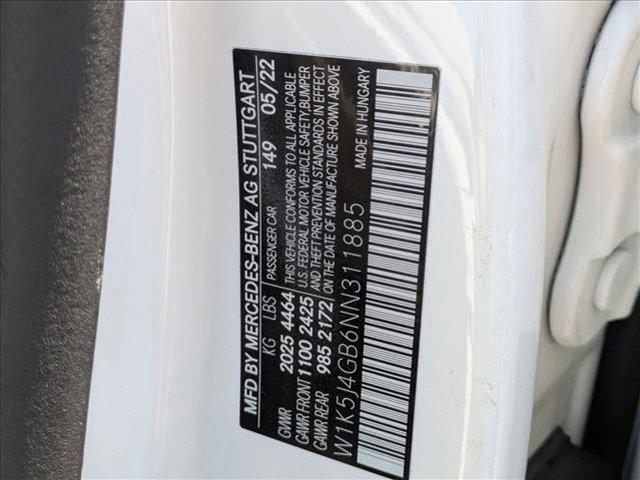 MFD BY MERCEDES-BENZ AG STUTTGART
KG LBS PASSENGER CAR 149 05/22
GVWR 2025 4464 THIS VEHICLE CONFORMS TO ALL APPLICABLE
GAWR FRONT 1100 2425 U.S. FEDERAL MOTOR VEHICLE SAFETY, BUMPER
GAWR REAR 985 2172 AND THEFT PREVENTION STANDARDS IN EFFECT
ON THE DATE OF MANUFACTURE SHOWN ABOVE
W1K5J4GB6NN311885 MADE IN HUNGARY